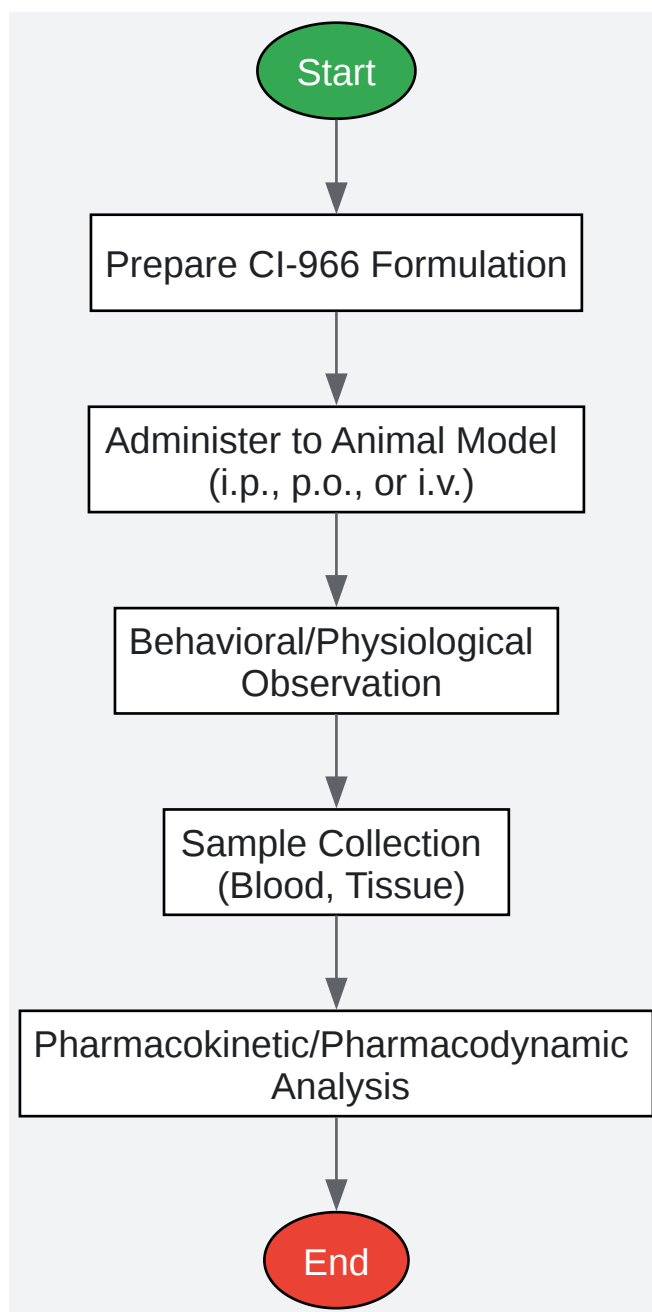 Start
Prepare CI-966 Formulation
Administer to Animal Model
(i.p., p.o., or i.v.)
Behavioral/Physiological
Observation
Sample Collection
(Blood, Tissue)
Pharmacokinetic/Pharmacodynamic
Analysis
End